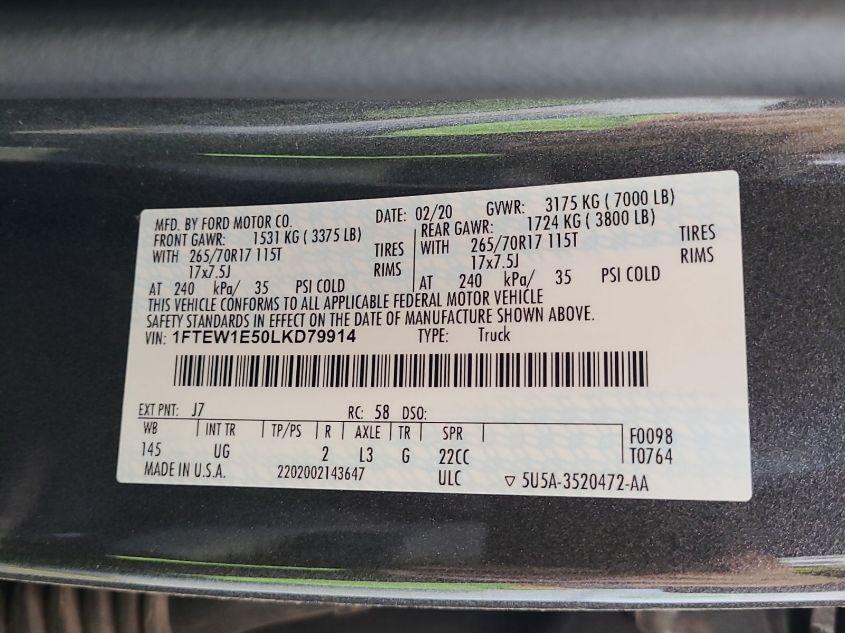 MFD. BY FORD MOTOR CO. DATE: 02/20 GVWR: 3175 KG ( 7000 LB)
FRONT GAWR: 1531 KG ( 3375 LB) REAR GAWR: 1724 KG ( 3800 LB)
WITH 265/70R17 115T TIRES WITH 265/70R17 115T TIRES
17x7.5J RIMS 17x7.5J RIMS
AT 240 kPa/ 35 PSI COLD AT 240 kPa/ 35 PSI COLD
THIS VEHICLE CONFORMS TO ALL APPLICABLE FEDERAL MOTOR VEHICLE
SAFETY STANDARDS IN EFFECT ON THE DATE OF MANUFACTURE SHOWN ABOVE.
VIN: 1FTEW1E50LKD79914 TYPE: Truck
EXT PNT: J7 RC: 58 DSO:
WB INT TR TP/PS R AXLE TR SPR F0098
145 UG 2 L3 G 22CC T0764
MADE IN U.S.A. 2202002143647 ULC ▽ 5U5A-3520472-AA